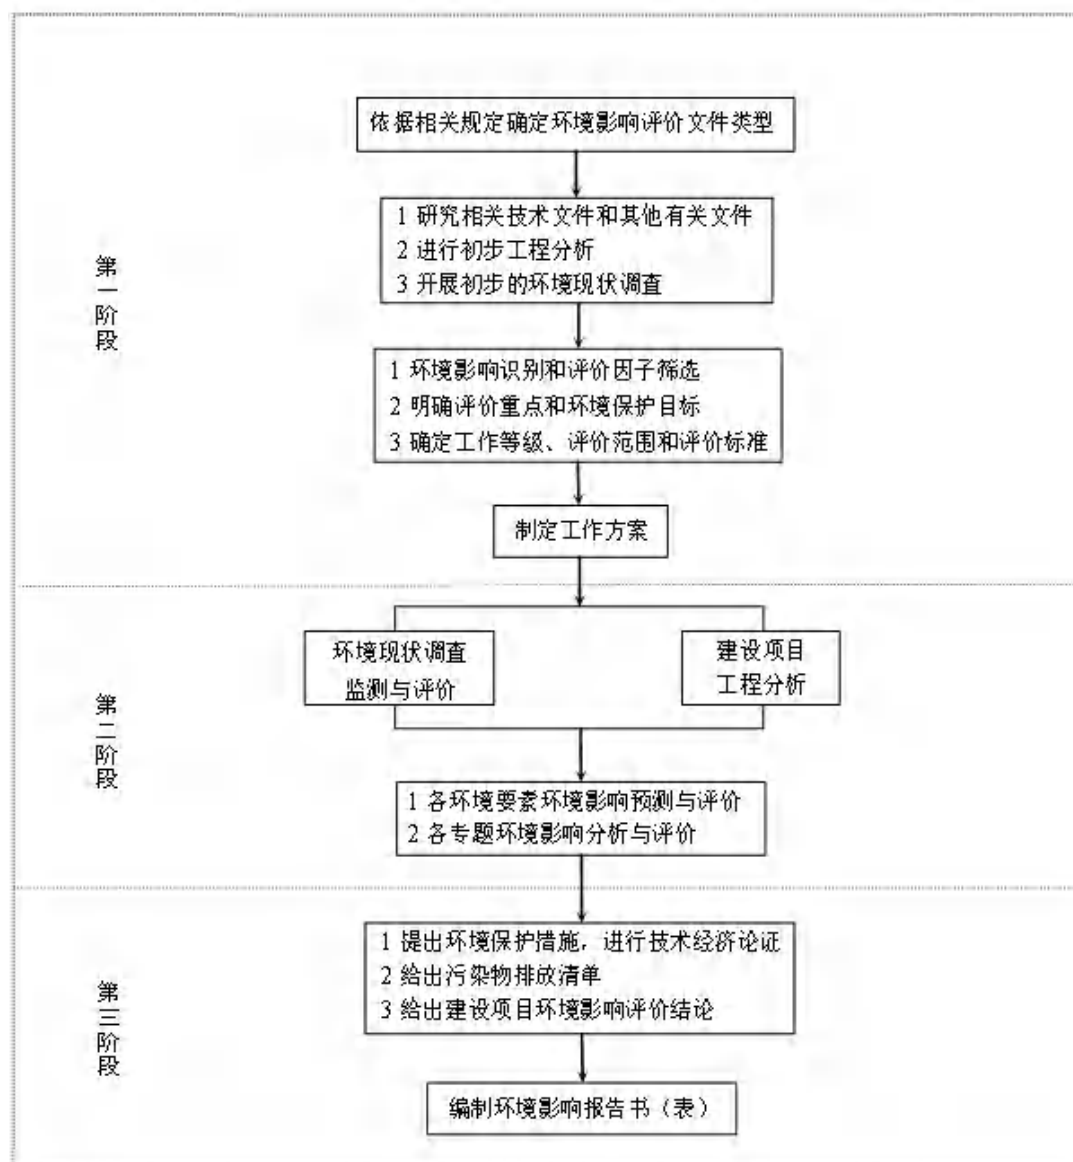 依据相关规定确定环境影响评价文件类型
1 研究相关技术文件和其他有关文件
2 进行初步工程分析
3 开展初步的环境现状调查
第一阶段
1 环境影响识别和评价因子筛选
2 明确评价重点和环境保护目标
3 确定工作等级、评价范围和评价标准
制定工作方案
环境现状调查
监测与评价
建设项目
工程分析
第二阶段
1 各环境要素环境影响预测与评价
2 各专题环境影响分析与评价
1 提出环境保护措施，进行技术经济论证
2 给出污染物排放清单
3 给出建设项目环境影响评价结论
第三阶段
编制环境影响报告书（表）